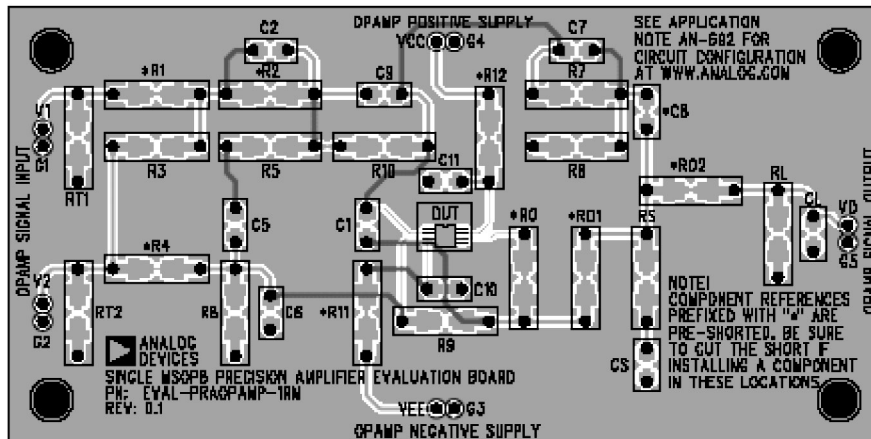 OPAMP POSITIVE SUPPLY
VCC G4
SEE APPLICATION
NOTE AN-692 FOR
CIRCUIT CONFIGURATION
AT WWW.ANALOG.COM
C2
C7
*R1
*R2
C9
*R12
R7
*C8
V1
G1
R3
R5
R10
C11
R8
RT1
*RO2
RL
CL
VO
G5
OPAMP SIGNAL INPUT
OPAMP SIGNAL OUTPUT
C5
C1
DUT
*RO
*RO1
RS
*R4
V2
G2
RT2
R6
C6
*R11
C10
R9
CS
NOTE:
COMPONENT REFERENCES
PREFIXED WITH "*" ARE
PRE-SHORTED. BE SURE
TO CUT THE SHORT IF
INSTALLING A COMPONENT
IN THESE LOCATIONS.
ANALOG
DEVICES
SINGLE MSOP8 PRECISION AMPLIFIER EVALUATION BOARD
PN: EVAL-PRAOPAMP-1RM
REV: 0.1
VEE G3
OPAMP NEGATIVE SUPPLY